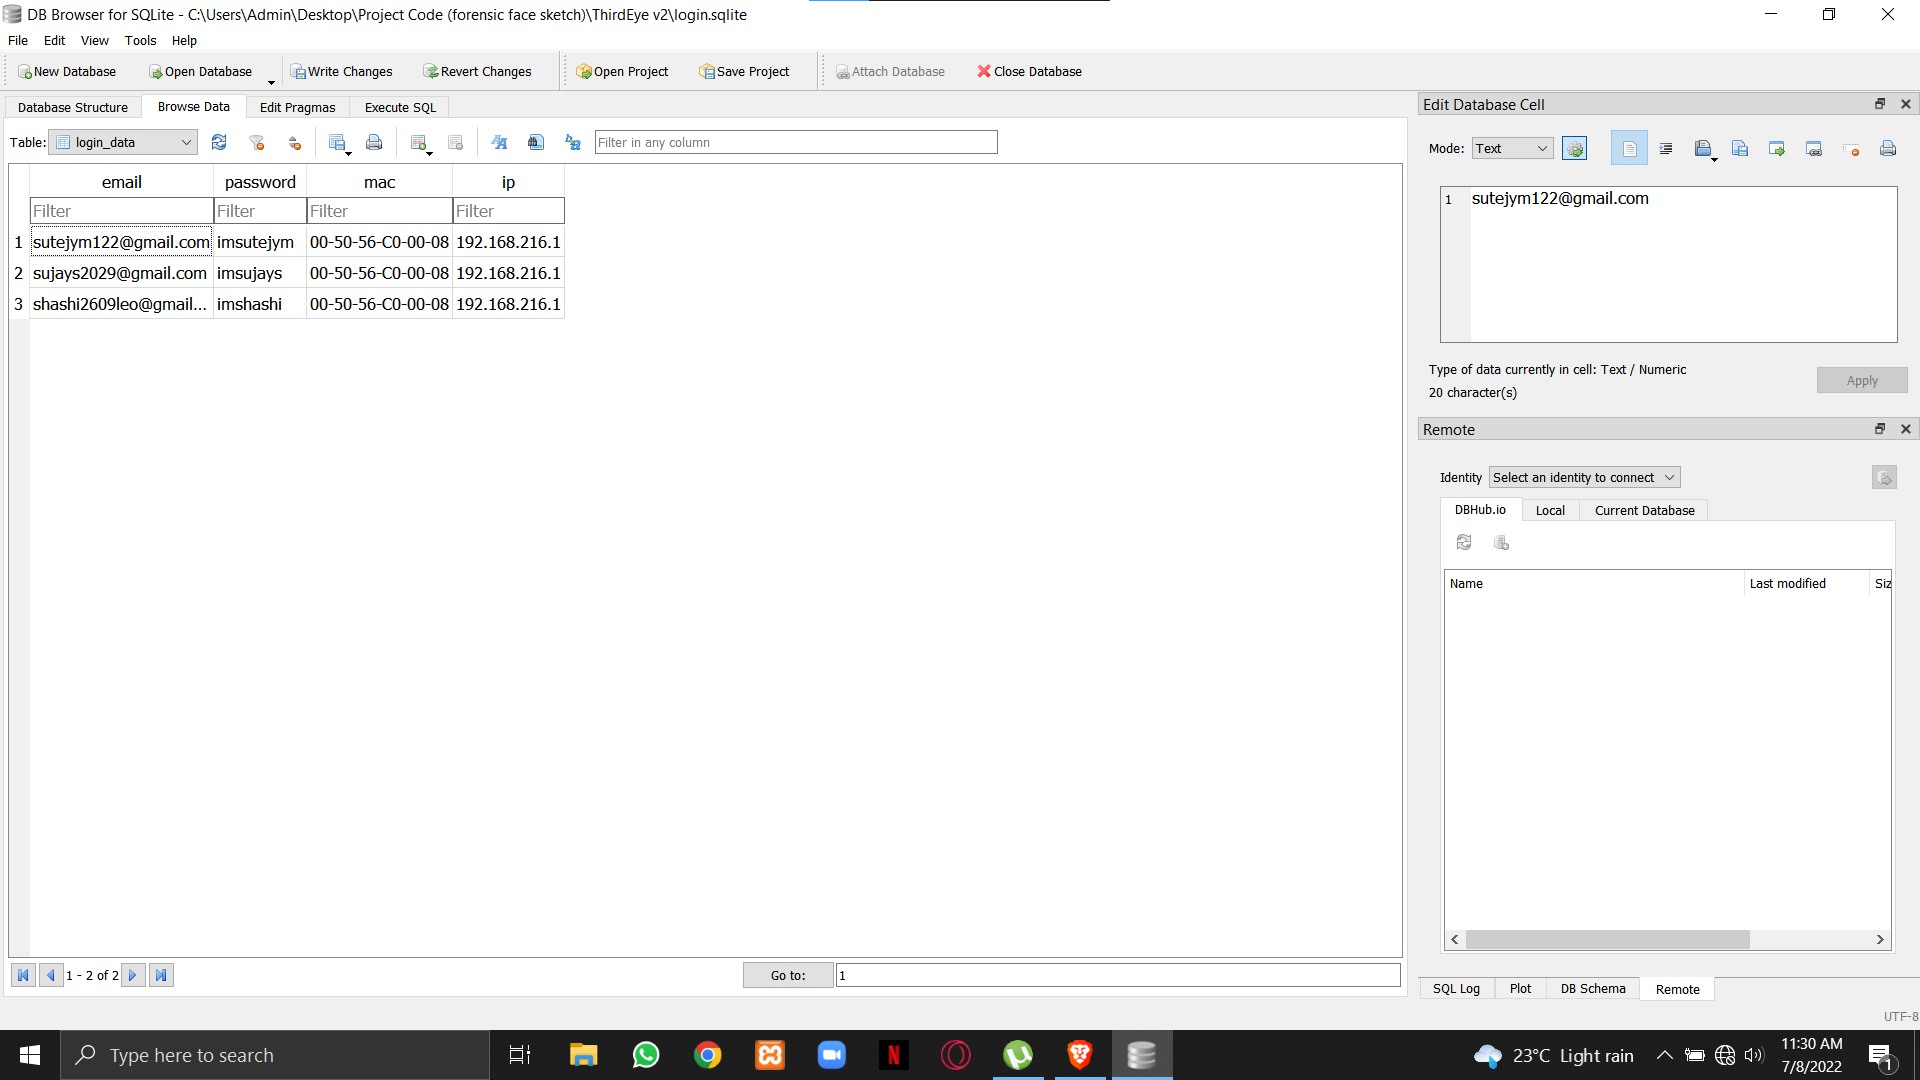 DB Browser for SQLite - C:\Users\Admin\Desktop\Project Code (forensic face sketch)\ThirdEye v2\login.sqlite
File Edit View Tools Help
New Database Open Database Write Changes Revert Changes Open Project Save Project Attach Database Close Database
Database Structure Browse Data Edit Pragmas Execute SQL
Table: login_data Filter in any column
email password mac ip
Filter Filter Filter Filter
1 sutejym122@gmail.com imsutejym 00-50-56-C0-00-08 192.168.216.1
2 sujays2029@gmail.com imsujays 00-50-56-C0-00-08 192.168.216.1
3 shashi2609leo@gmail... imshashi 00-50-56-C0-00-08 192.168.216.1
1 - 2 of 2 Go to: 1
Edit Database Cell
Mode: Text
1 sutejym122@gmail.com
Type of data currently in cell: Text / Numeric
20 character(s)
Apply
Remote
Identity Select an identity to connect
DBHub.io Local Current Database
Name Last modified Siz
SQL Log Plot DB Schema Remote
UTF-8
Type here to search
23°C Light rain
11:30 AM
7/8/2022
1